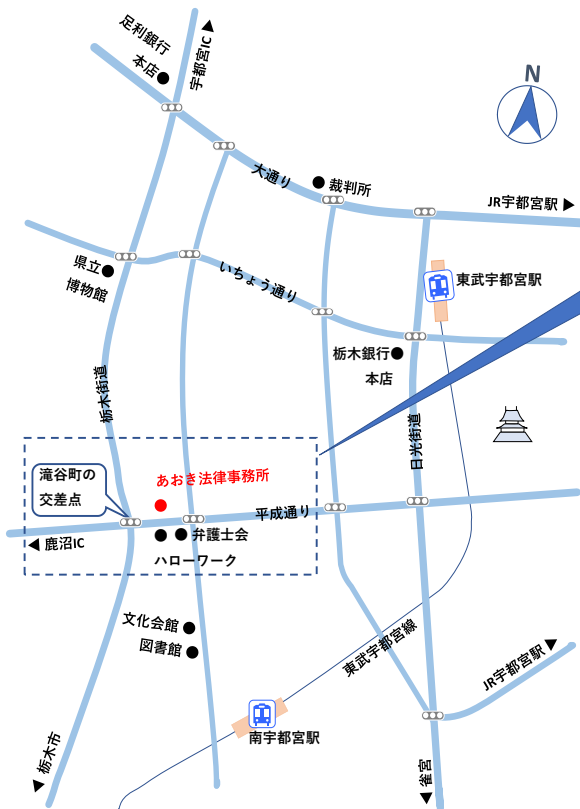 足利銀行
本店
宇都宮IC▶
N
大通り
裁判所
JR宇都宮駅 ▶
県立
博物館
いちょう通り
東武宇都宮駅
栃木銀行
本店
栃木街道
日光街道
滝谷町の
交差点
あおき法律事務所
平成通り
◀ 鹿沼IC
弁護士会
ハローワーク
文化会館
図書館
東武宇都宮線
JR宇都宮駅▶
南宇都宮駅
◀ 栃木市
◀ 雀宮